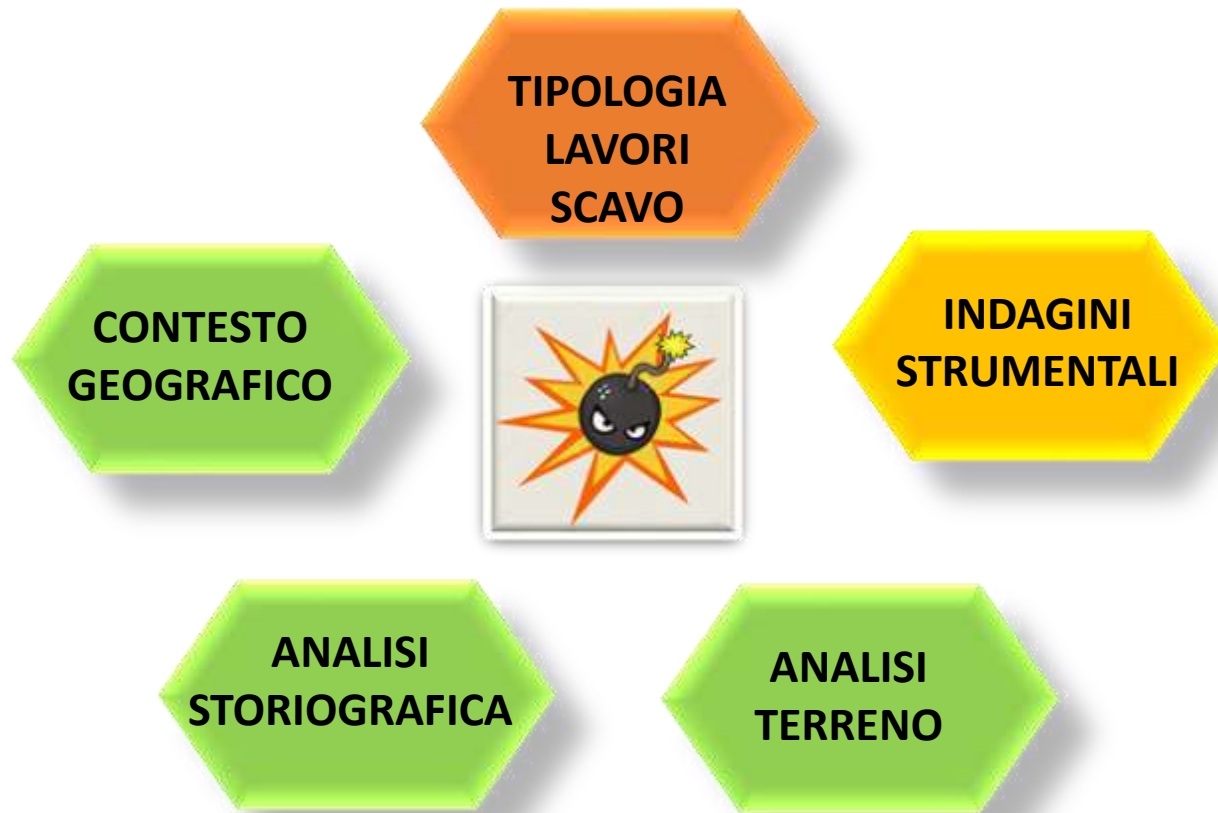 TIPOLOGIA
LAVORI
SCAVO
CONTESTO
GEOGRAFICO
INDAGINI
STRUMENTALI
ANALISI
STORIOGRAFICA
ANALISI
TERRENO